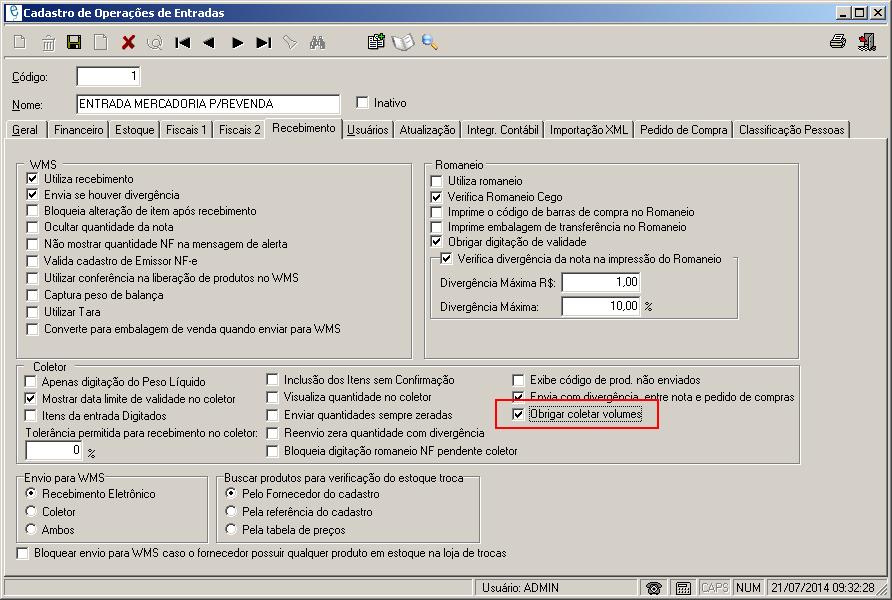 Cadastro de Operações de Entradas
Código: 1
Nome: ENTRADA MERCADORIA P/REVENDA Inativo
Geral Financeiro Estoque Fiscais 1 Fiscais 2 Recebimento Usuários Atualização Integr. Contábil Importação XML Pedido de Compra Classificação Pessoas
WMS
Utiliza recebimento
Envia se houver divergência
Bloqueia alteração de item após recebimento
Ocultar quantidade da nota
Não mostrar quantidade NF na mensagem de alerta
Valida cadastro de Emissor NF-e
Utilizar conferência na liberação de produtos no WMS
Captura peso de balança
Utilizar Tara
Converte para embalagem de venda quando enviar para WMS
Romaneio
Utiliza romaneio
Verifica Romaneio Cego
Imprime o código de barras de compra no Romaneio
Imprime embalagem de transferência no Romaneio
Obrigar digitação de validade
Verifica divergência da nota na impressão do Romaneio
Divergência Máxima R$: 1,00
Divergência Máxima: 10,00 %
Coletor
Apenas digitação do Peso Líquido
Mostrar data limite de validade no coletor
Itens da entrada Digitados
Tolerância permitida para recebimento no coletor:
0 %
Inclusão dos Itens sem Confirmação
Visualiza quantidade no coletor
Enviar quantidades sempre zeradas
Reenvio zera quantidade com divergência
Bloqueia digitação romaneio NF pendente coletor
Exibe código de prod. não enviados
Envia com divergência, entre nota e pedido de compras
Obrigar coletar volumes
Envio para WMS
Recebimento Eletrônico
Coletor
Ambos
Buscar produtos para verificação do estoque troca
Pelo Fornecedor do cadastro
Pela referência do cadastro
Pela tabela de preços
Bloquear envio para WMS caso o fornecedor possuir qualquer produto em estoque na loja de trocas
Usuário: ADMIN CAPS NUM 21/07/2014 09:32:28